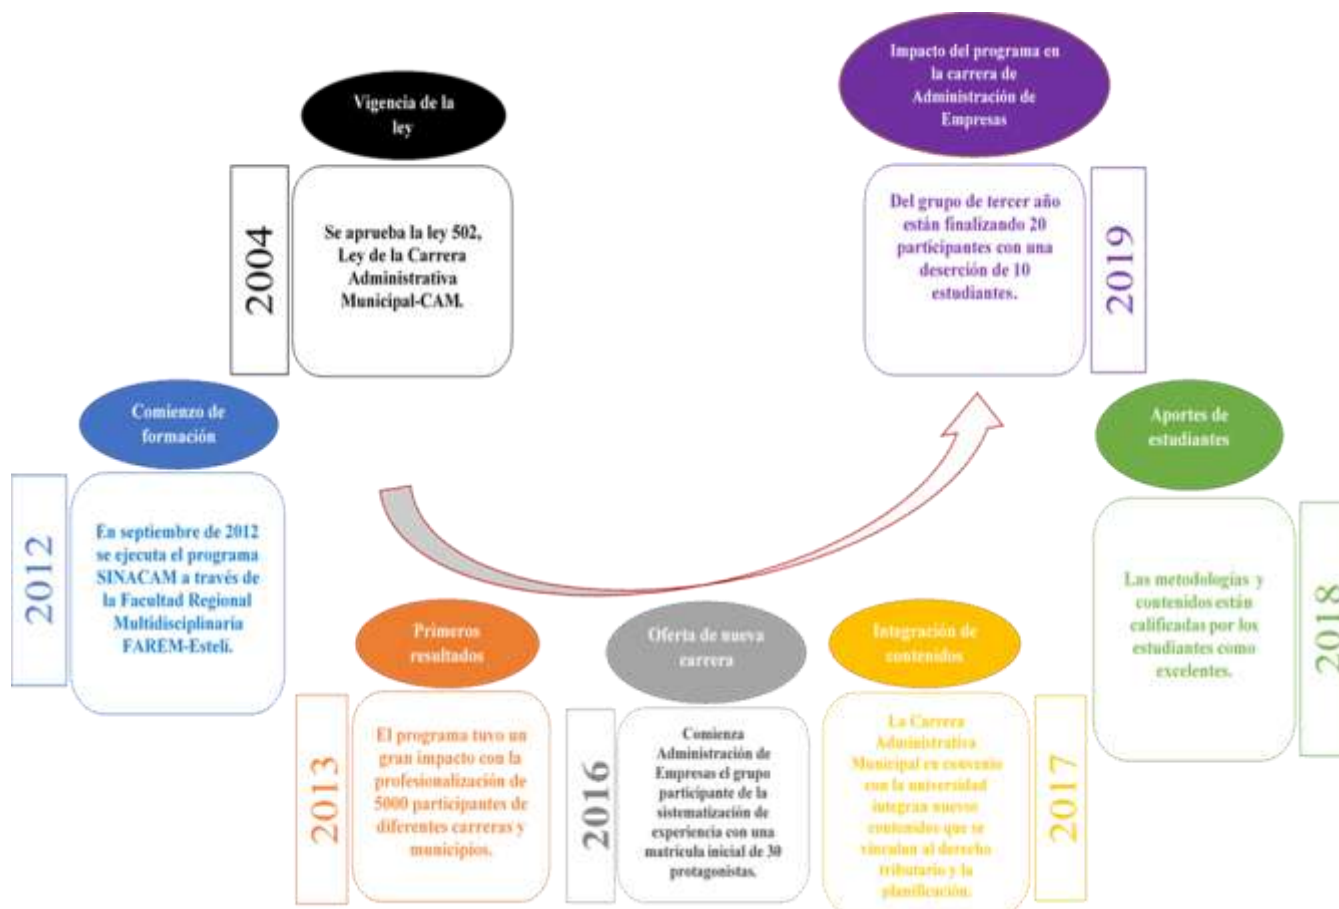 Vigencia de la
ley
2004
Se aprueba la ley 502,
Ley de la Carrera
Administrativa
Municipal-CAM.
Comienzo de
formación
2012
En septiembre de 2012
se ejecuta el programa
SINACAM a través de
la Facultad Regional
Multidisciplinaria
FAREM-Estelí.
Primeros
resultados
2013
El programa tuvo un
gran impacto con la
profesionalización de
5000 participantes de
diferentes carreras y
municipios.
Oferta de nueva
carrera
2016
Comienza
Administración de
Empresas el grupo
participante de la
sistematización de
experiencia con una
matrícula inicial de 30
protagonistas.
Integración de
contenidos
2017
La Carrera
Administrativa
Municipal en convenio
con la universidad
integran nuevos
contenidos que se
vinculan al derecho
tributario y la
planificación.
Aportes de
estudiantes
2018
Las metodologías y
contenidos están
calificadas por los
estudiantes como
excelentes.
Impacto del programa en
la carrera de
Administración de
Empresas
2019
Del grupo de tercer año
están finalizando 20
participantes con una
deserción de 10
estudiantes.